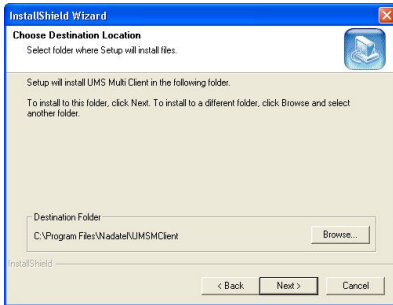 InstallShield Wizard
Choose Destination Location
Select folder where Setup will install files.
Setup will install UMS Multi Client in the following folder.
To install to this folder, click Next. To install to a different folder, click Browse and select
another folder.
Destination Folder
C:\Program Files\Nadatel\UMSMClient
Browse...
InstallShield
< Back
Next >
Cancel